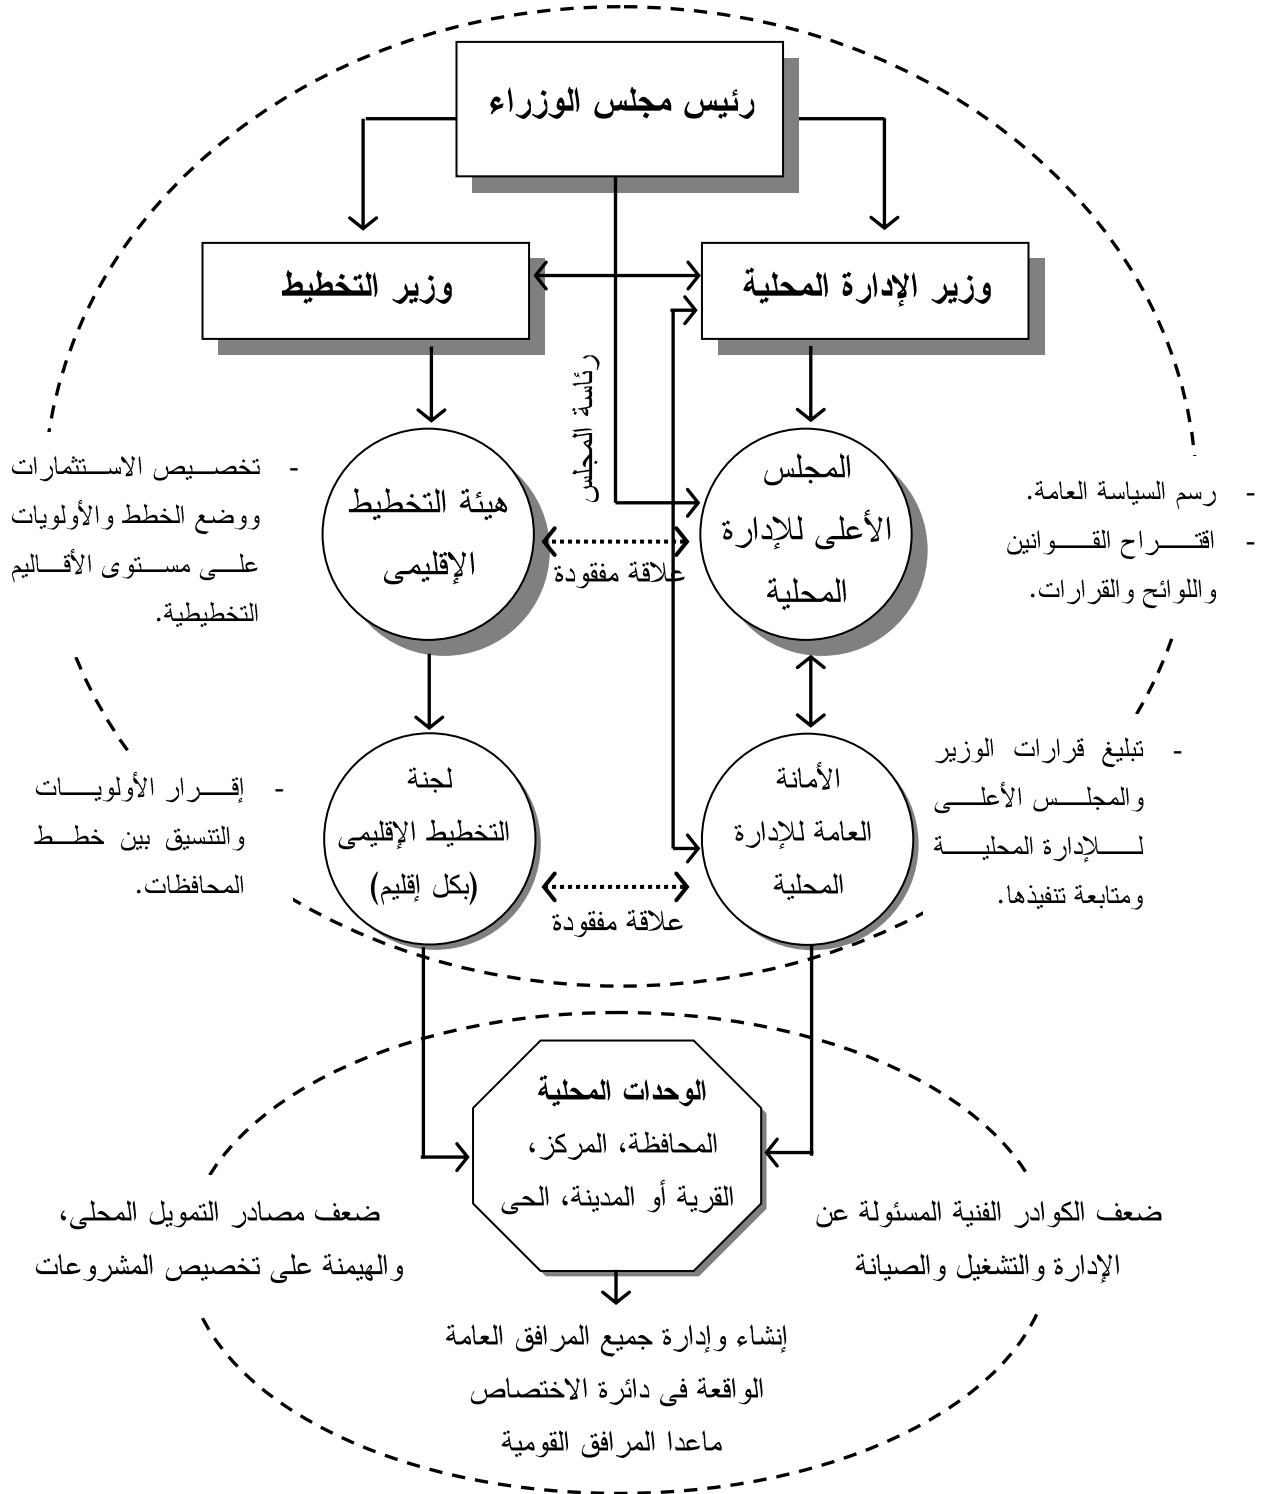 رئيس مجلس الوزراء
وزير الإدارة المحلية
وزير التخطيط
رئاسة المجلس
المجلس
الأعلى للإدارة
المحلية
هيئة التخطيط
الإقليمى
علاقة مفقودة
- رسم السياسة العامة.
- اقتراح القوانين
واللوائح والقرارات.
- تخصيص الاستثمارات
ووضع الخطط والأولويات
على مستوى الأقاليم
التخطيطية.
الأمانة
العامة للإدارة
المحلية
لجنة
التخطيط الإقليمى
(بكل إقليم)
علاقة مفقودة
- تبليغ قرارات الوزير
والمجلس الأعلى
للإدارة المحلية
ومتابعة تنفيذها.
- إقرار الأولويات
والتنسيق بين خطط
المحافظات.
الوحدات المحلية
المحافظة، المركز،
القرية أو المدينة، الحى
ضعف الكوادر الفنية المسئولة عن
الإدارة والتشغيل والصيانة
ضعف مصادر التمويل المحلى،
والهيمنة على تخصيص المشروعات
إنشاء وإدارة جميع المرافق العامة
الواقعة فى دائرة الاختصاص
ماعدا المرافق القومية